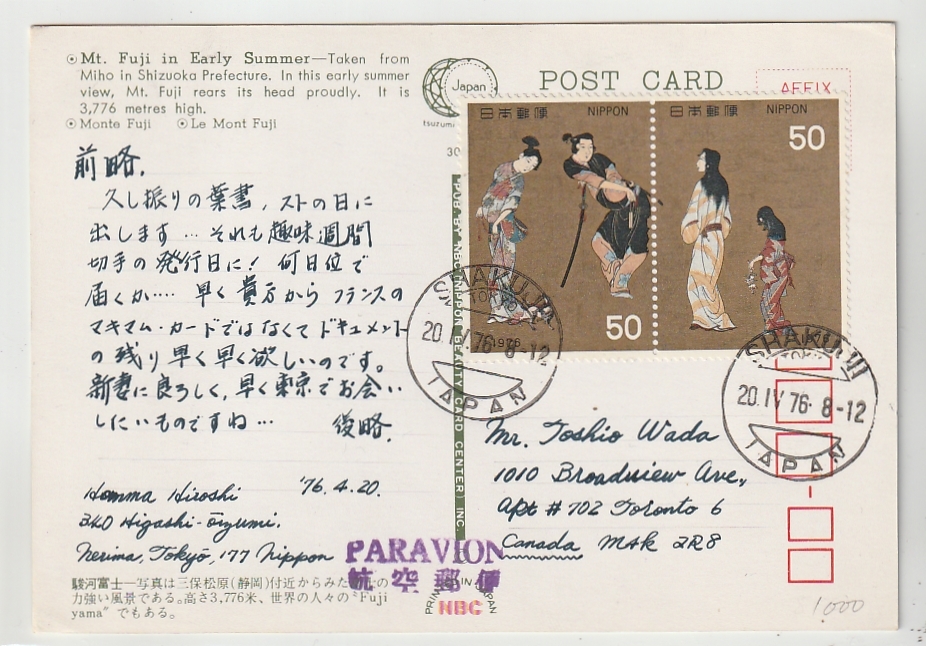 Mt. Fuji in Early Summer—Taken from
Miho in Shizuoka Prefecture. In this early summer
view, Mt. Fuji rears its head proudly. It is
3,776 metres high.
Monte Fuji Le Mont Fuji
前略.
久し振りの葉書, ストの日に
出します… それも趣味週間
切手の発行日に! 何日位で
届くか…. 早く貴方から フランスの
マキマム・カードではなくて ドキュメント
の残り早く早く欲しいのです。
新妻に良ろしく, 早く東京でお会い
したいものですね… 後略.
Homma Hiroshi '76.4.20.
340 Higashi-ōizumi.
Nerima, Tokyō, 177 Nippon
駿河富士—写真は三保松原(静岡)付近からみた の
力強い風景である。高さ3,776米、世界の人々の"Fuji
yama"でもある。
Japan
tsuzumi
30
PUB. BY NBC (NIPPON BEAUTY CARD CENTER) INC.
POST CARD
AFFIX
日本郵便 NIPPON
50
1976
日本郵便 NIPPON
50
SHAKUJII
TOKYO
20.IV.76 8-12
JAPAN
SHAKUJII
TOKYO
20.IV.76 8-12
JAPAN
Mr. Toshio Wada
1010 Broadview Ave.,
Apt #702 Toronto 6
Canada M4K 2R8
PARAVION
航空郵便
PRINTED IN JAPAN
NBC
1000